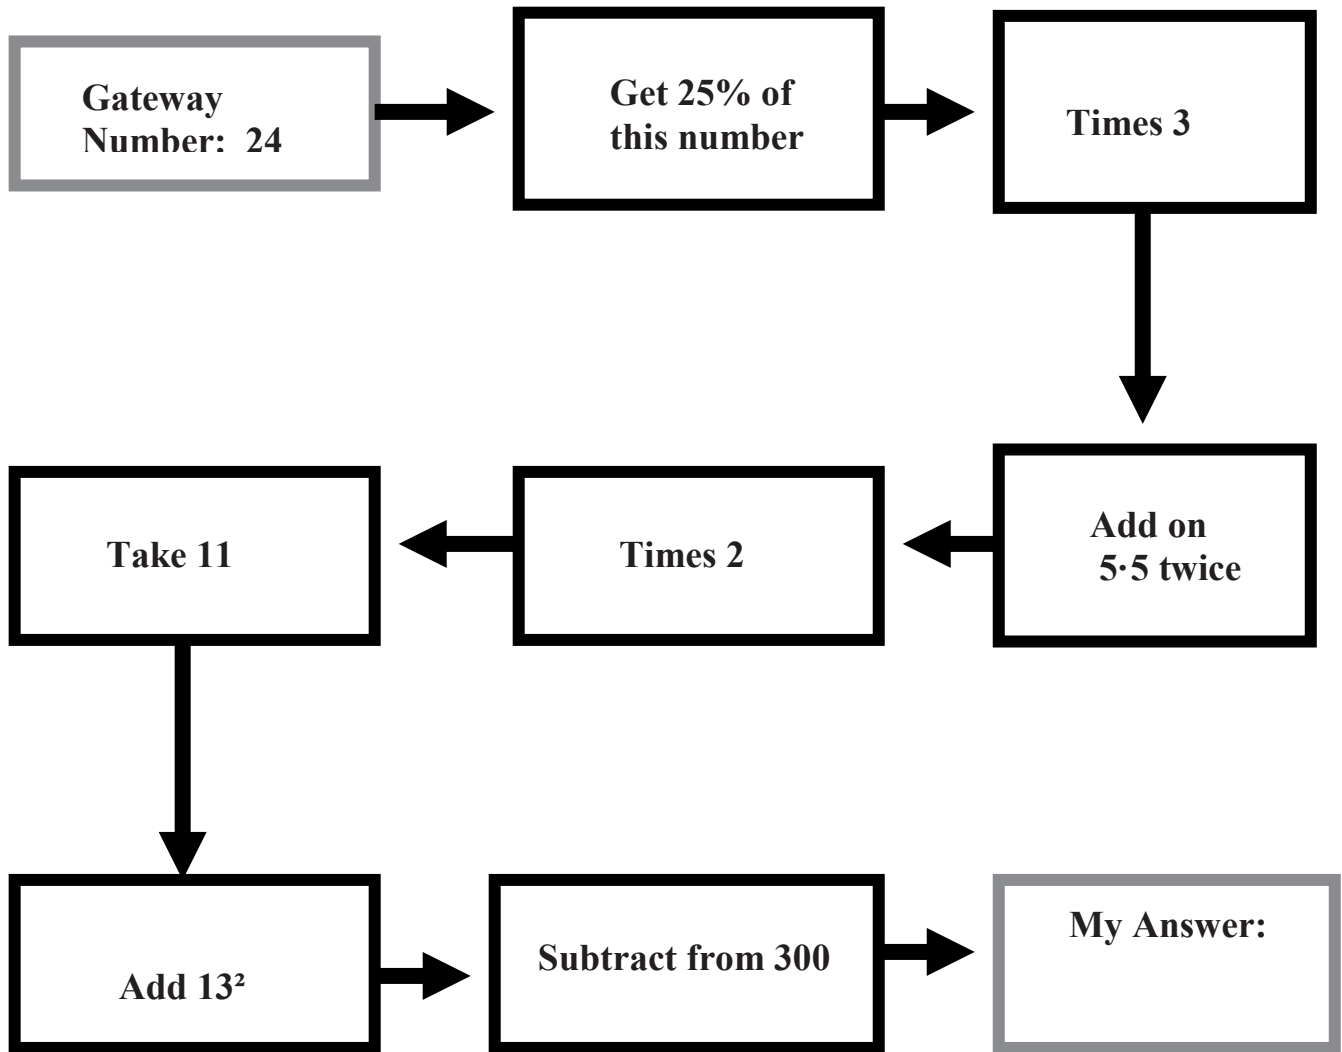 Gateway
Number: 24
Get 25% of
this number
Times 3
Add on
5·5 twice
Times 2
Take 11
Add 13²
Subtract from 300
My Answer: